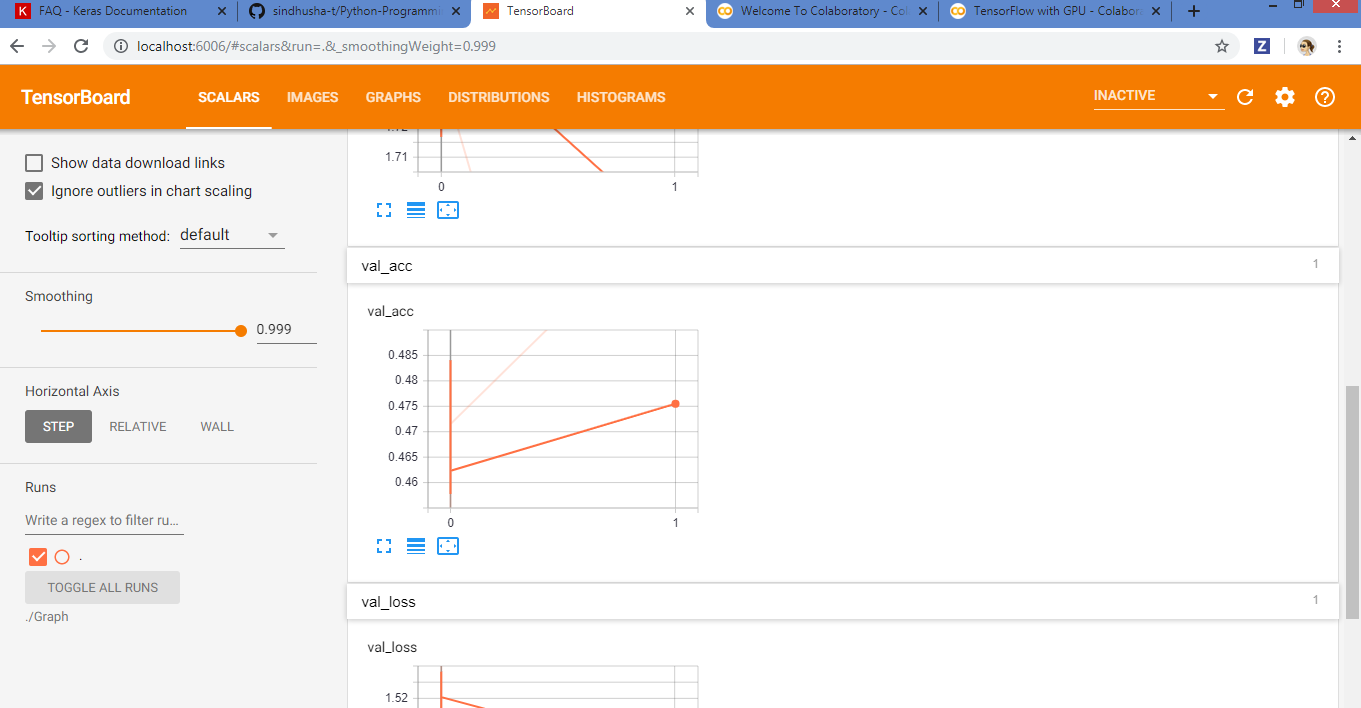 FAQ - Keras Documentation
sindhusha-t/Python-Programmi
TensorBoard
Welcome To Colaboratory - Col
TensorFlow with GPU - Colabora
localhost:6006/#scalars&run=.&_smoothingWeight=0.999
TensorBoard
SCALARS
IMAGES
GRAPHS
DISTRIBUTIONS
HISTOGRAMS
INACTIVE
Show data download links
Ignore outliers in chart scaling
Tooltip sorting method: default
Smoothing
0.999
Horizontal Axis
STEP
RELATIVE
WALL
Runs
Write a regex to filter ru...
.
TOGGLE ALL RUNS
./Graph
1.72
1.71
0
1
val_acc
1
val_acc
0.485
0.48
0.475
0.47
0.465
0.46
0
1
val_loss
1
val_loss
1.52